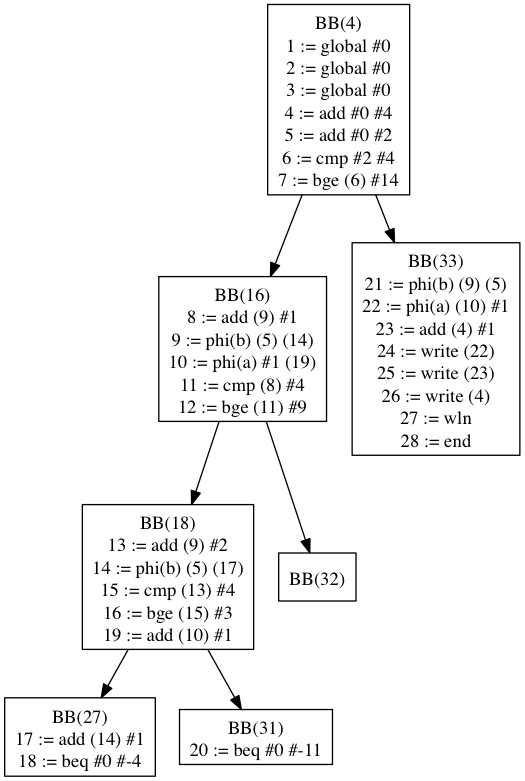 BB(4)
1 := global #0
2 := global #0
3 := global #0
4 := add #0 #4
5 := add #0 #2
6 := cmp #2 #4
7 := bge (6) #14
BB(33)
21 := phi(b) (9) (5)
22 := phi(a) (10) #1
23 := add (4) #1
24 := write (22)
25 := write (23)
26 := write (4)
27 := wln
28 := end
BB(16)
8 := add (9) #1
9 := phi(b) (5) (14)
10 := phi(a) #1 (19)
11 := cmp (8) #4
12 := bge (11) #9
BB(18)
13 := add (9) #2
14 := phi(b) (5) (17)
15 := cmp (13) #4
16 := bge (15) #3
19 := add (10) #1
BB(32)
BB(27)
17 := add (14) #1
18 := beq #0 #-4
BB(31)
20 := beq #0 #-11